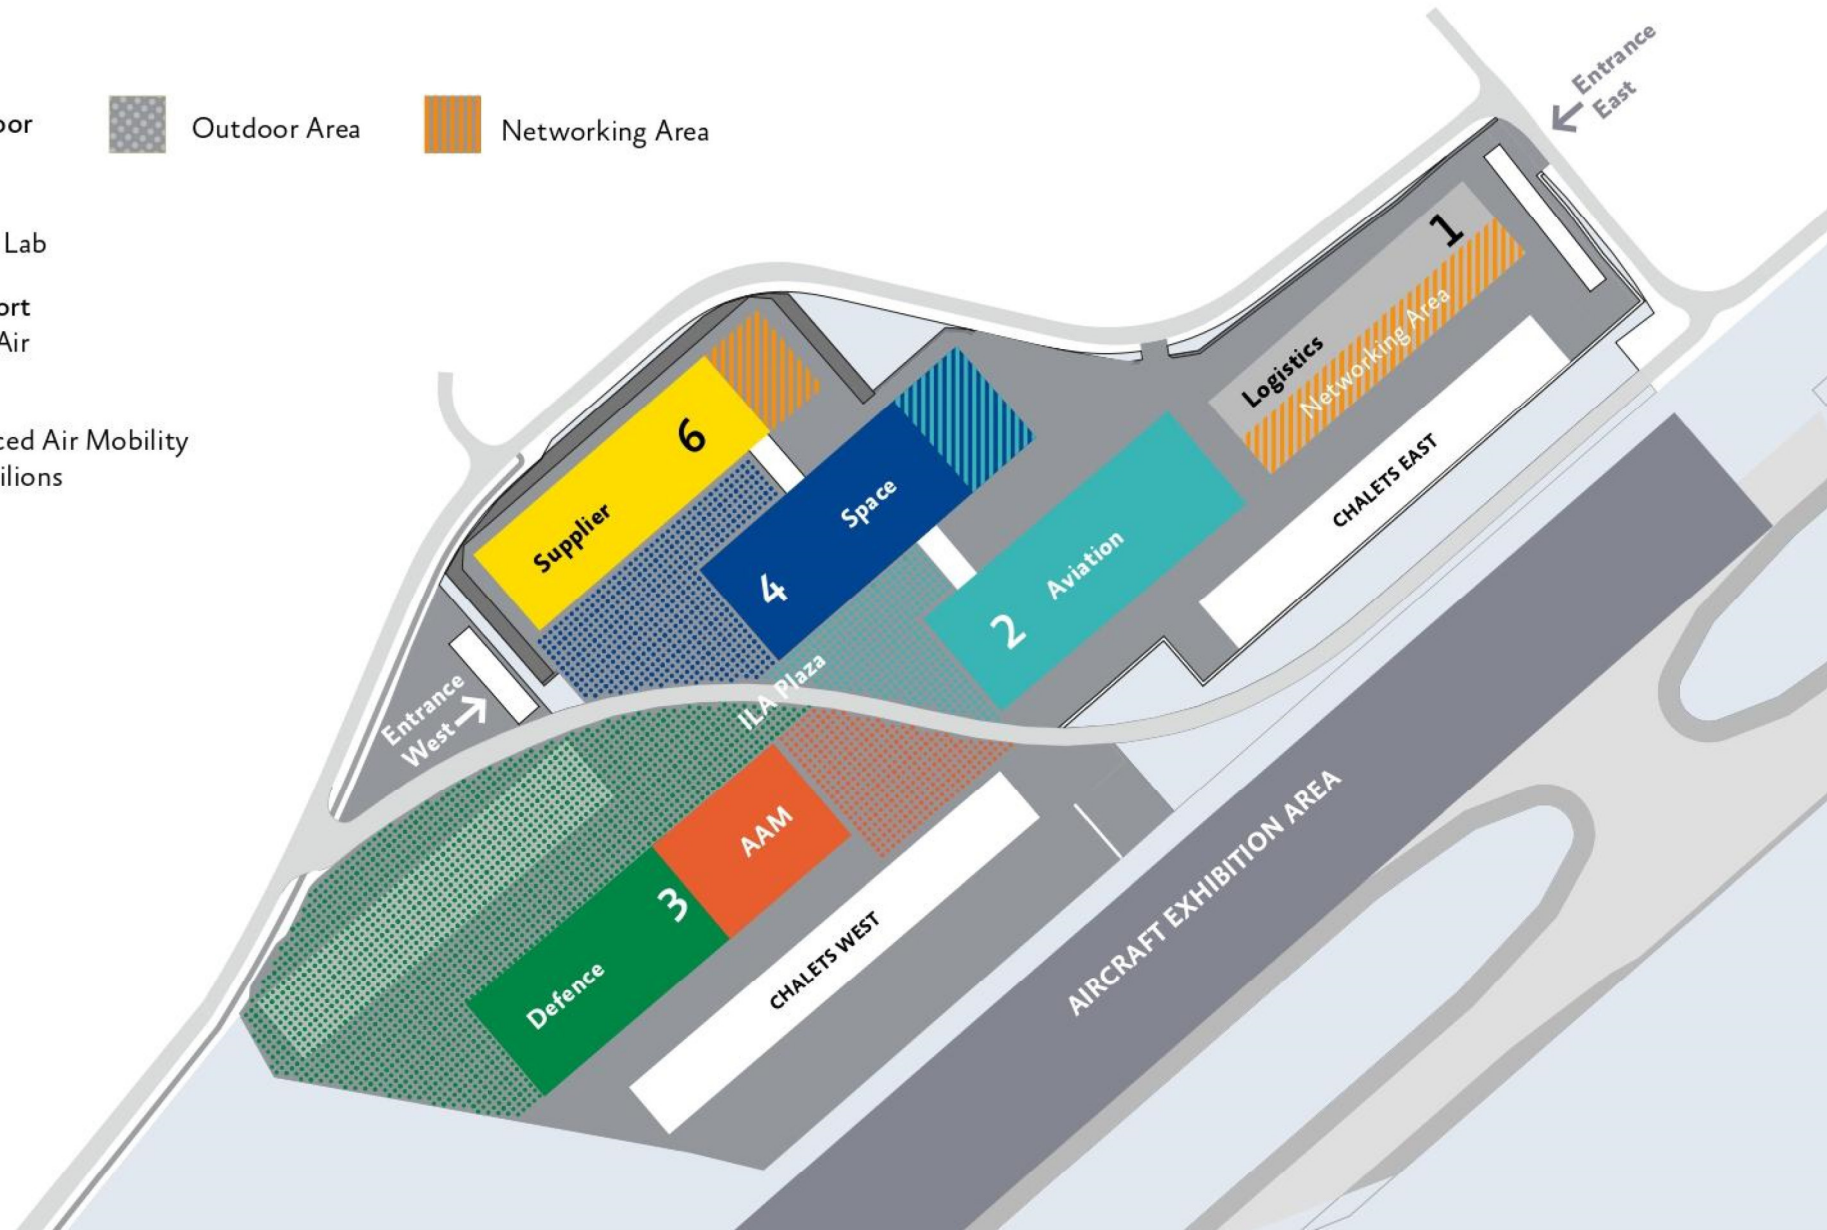 oor
Outdoor Area
Networking Area
Lab
ort
Air
ced Air Mobility
ilions
Entrance
East
1
Logistics
Networking Area
CHALETS EAST
6
Supplier
Space
4
Aviation
2
ILA Plaza
Entrance
West
AAM
3
Defence
CHALETS WEST
AIRCRAFT EXHIBITION AREA